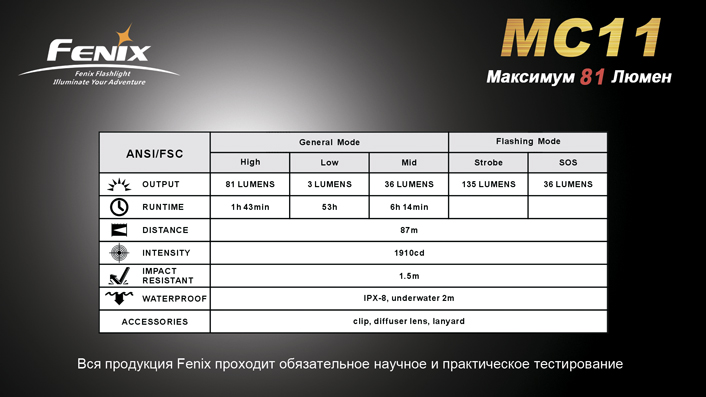 FENIX
Fenix Flashlight
Illuminate Your Adventure
MC11
Максимум 81 Люмен
ANSI/FSC
General Mode
Flashing Mode
High Low Mid Strobe SOS
OUTPUT 81 LUMENS 3 LUMENS 36 LUMENS 135 LUMENS 36 LUMENS
RUNTIME 1h 43min 53h 6h 14min
DISTANCE 87m
INTENSITY 1910cd
IMPACT
RESISTANT 1.5m
WATERPROOF IPX-8, underwater 2m
ACCESSORIES clip, diffuser lens, lanyard
Вся продукция Fenix проходит обязательное научное и практическое тестирование